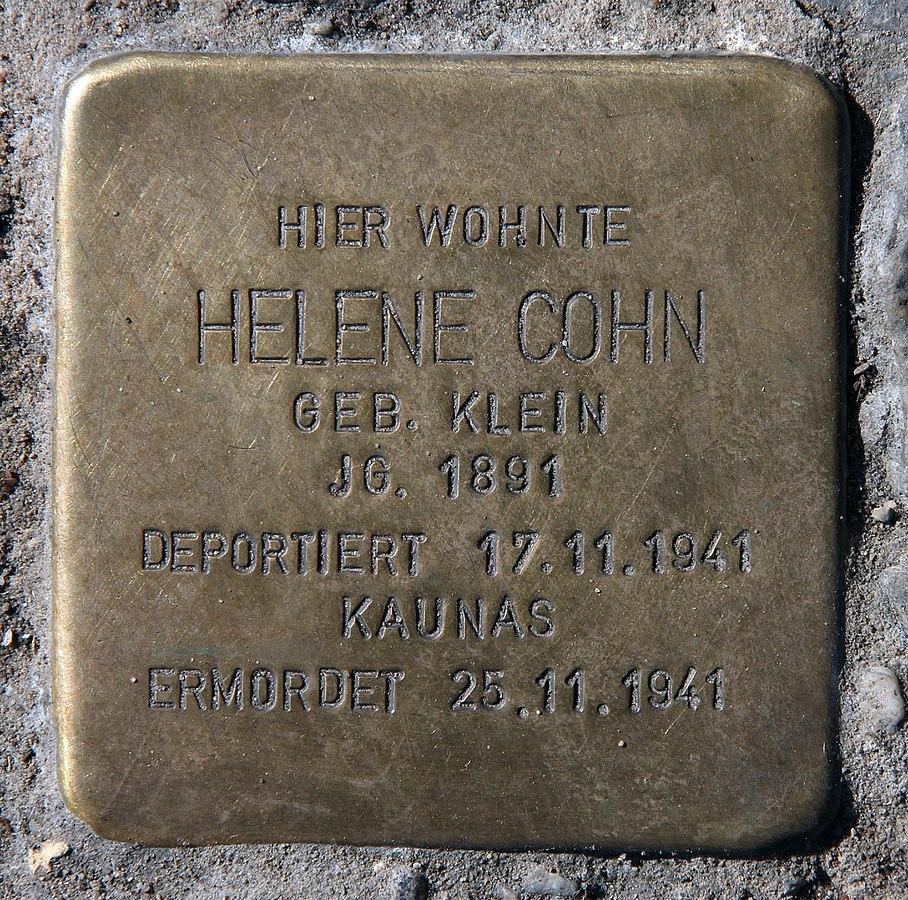 HIER WOHNTE
HELENE COHN
GEB. KLEIN
JG. 1891
DEPORTIERT 17.11.1941
KAUNAS
ERMORDET 25.11.1941